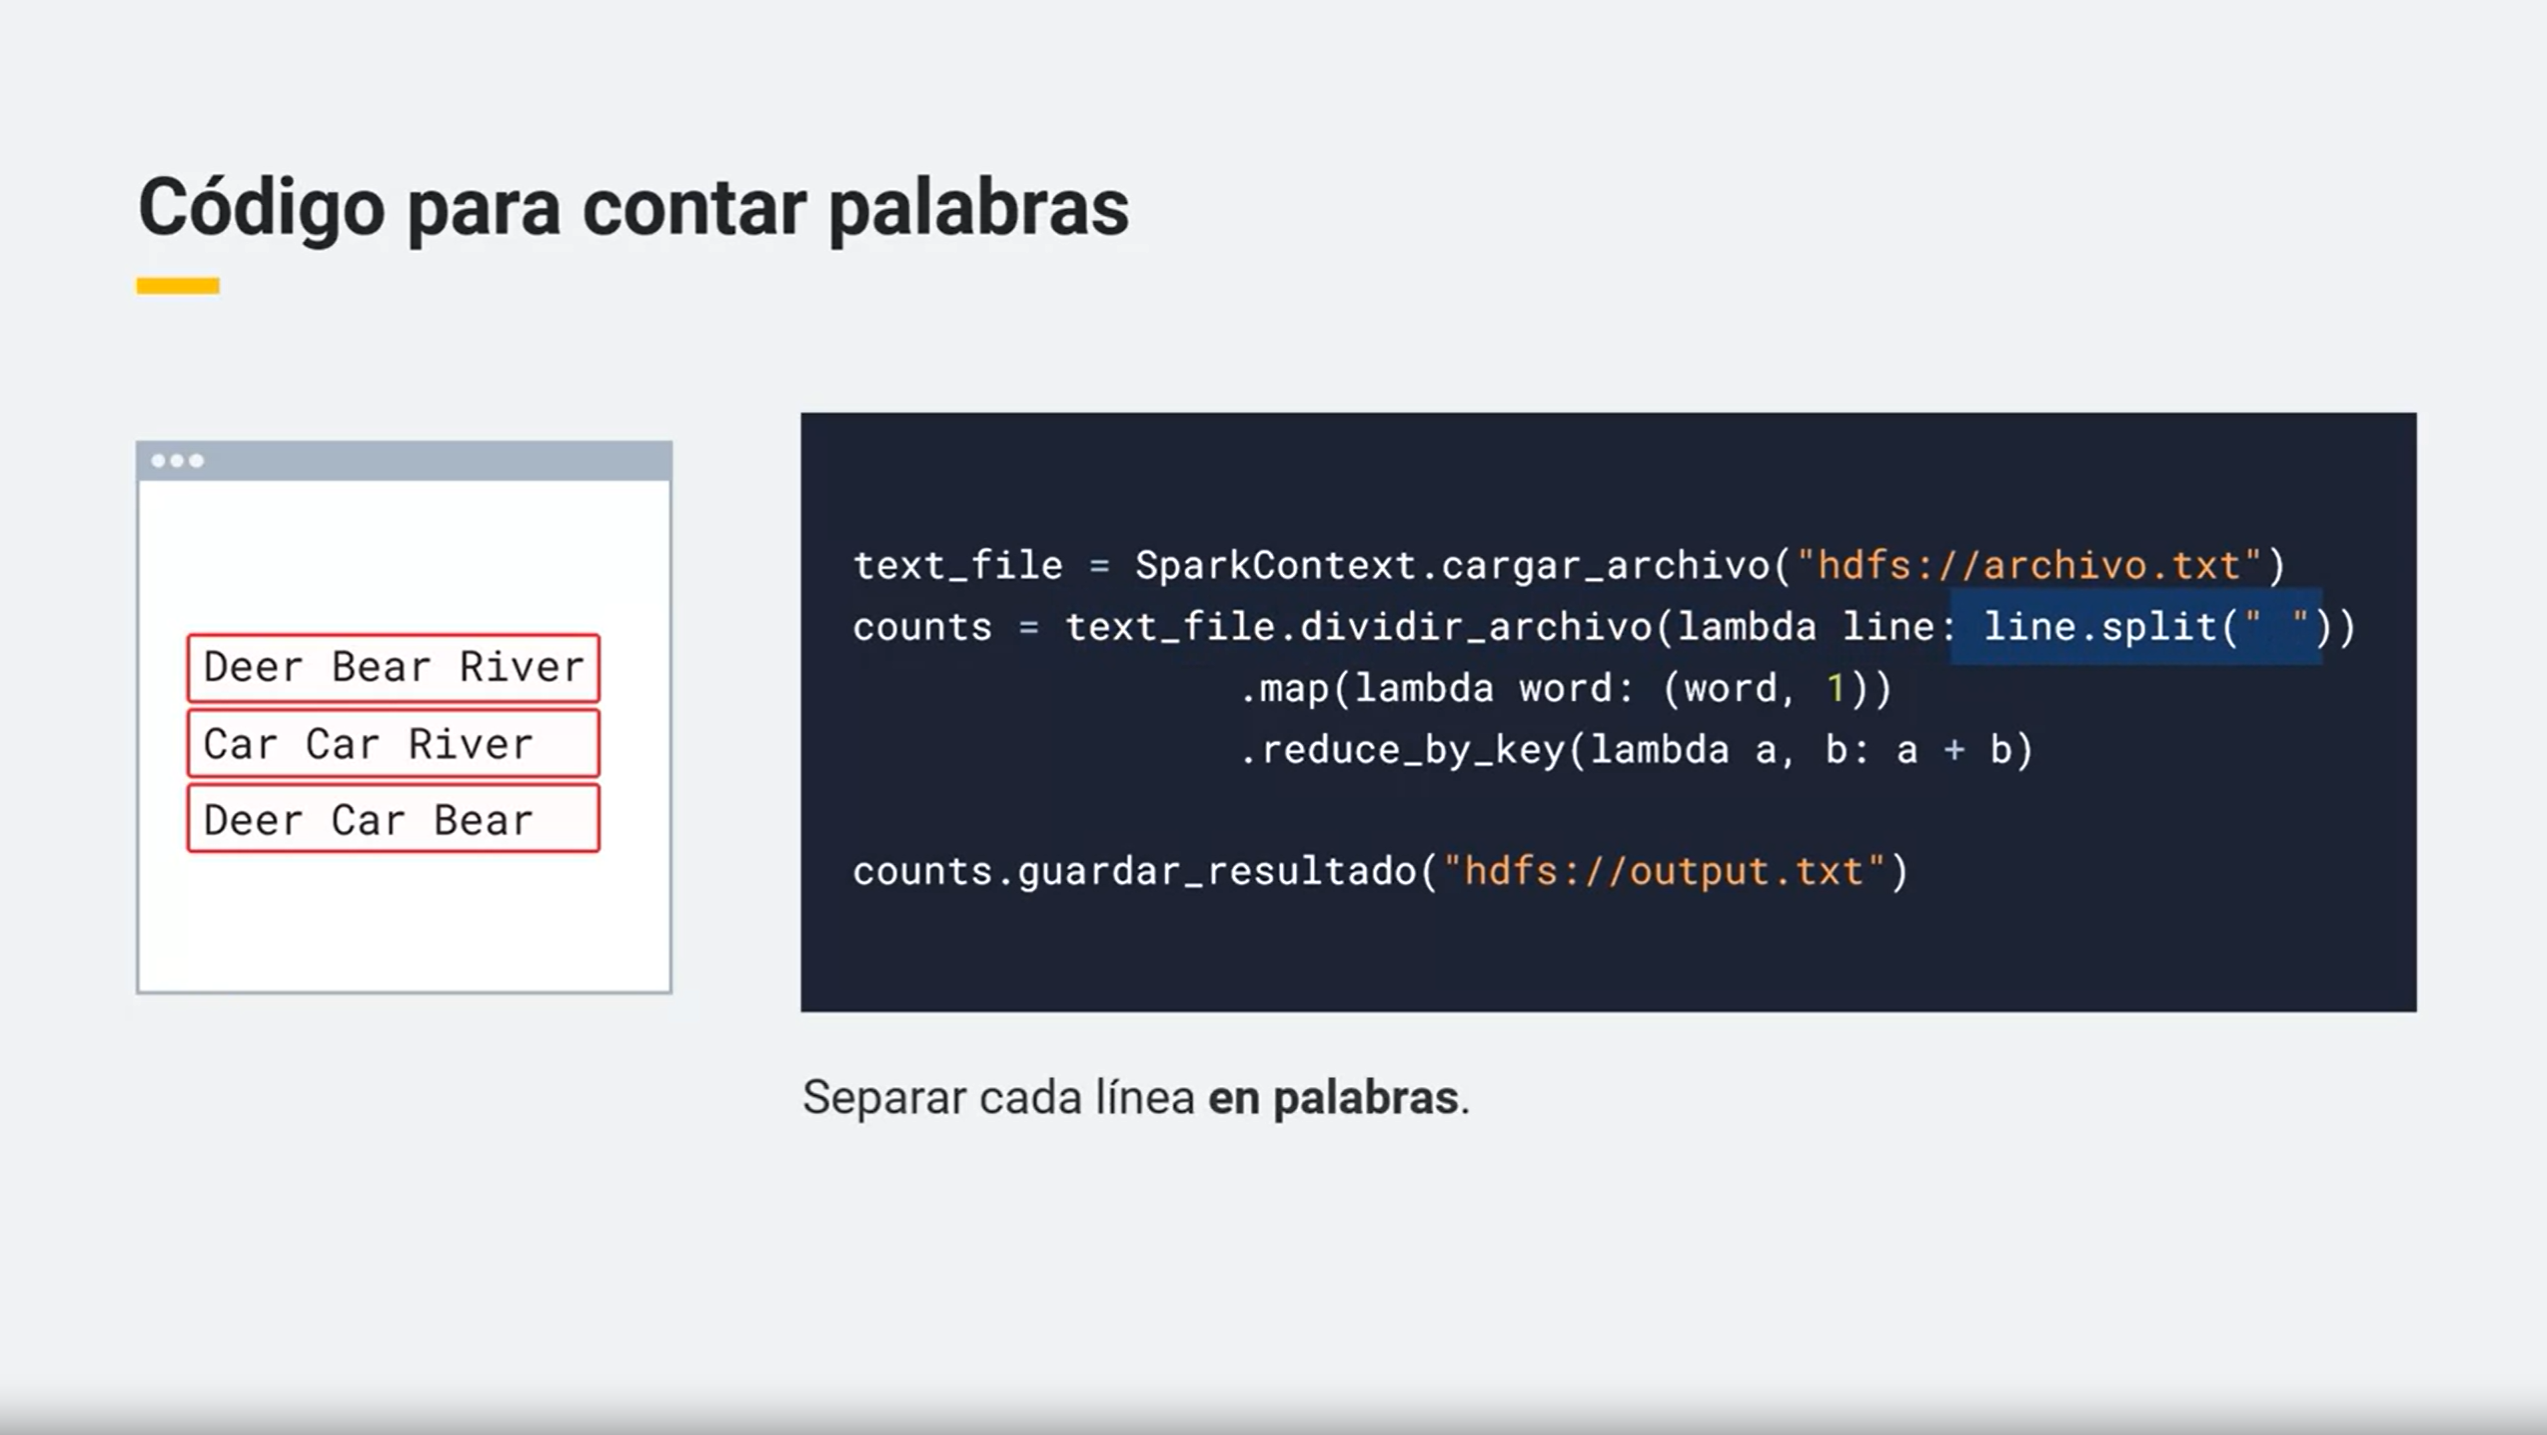 Código para contar palabras
Deer Bear River
Car Car River
Deer Car Bear
text_file = SparkContext.cargar_archivo("hdfs://archivo.txt")
counts = text_file.dividir_archivo(lambda line: line.split(" "))
.map(lambda word: (word, 1))
.reduce_by_key(lambda a, b: a + b)
counts.guardar_resultado("hdfs://output.txt")
Separar cada línea en palabras.